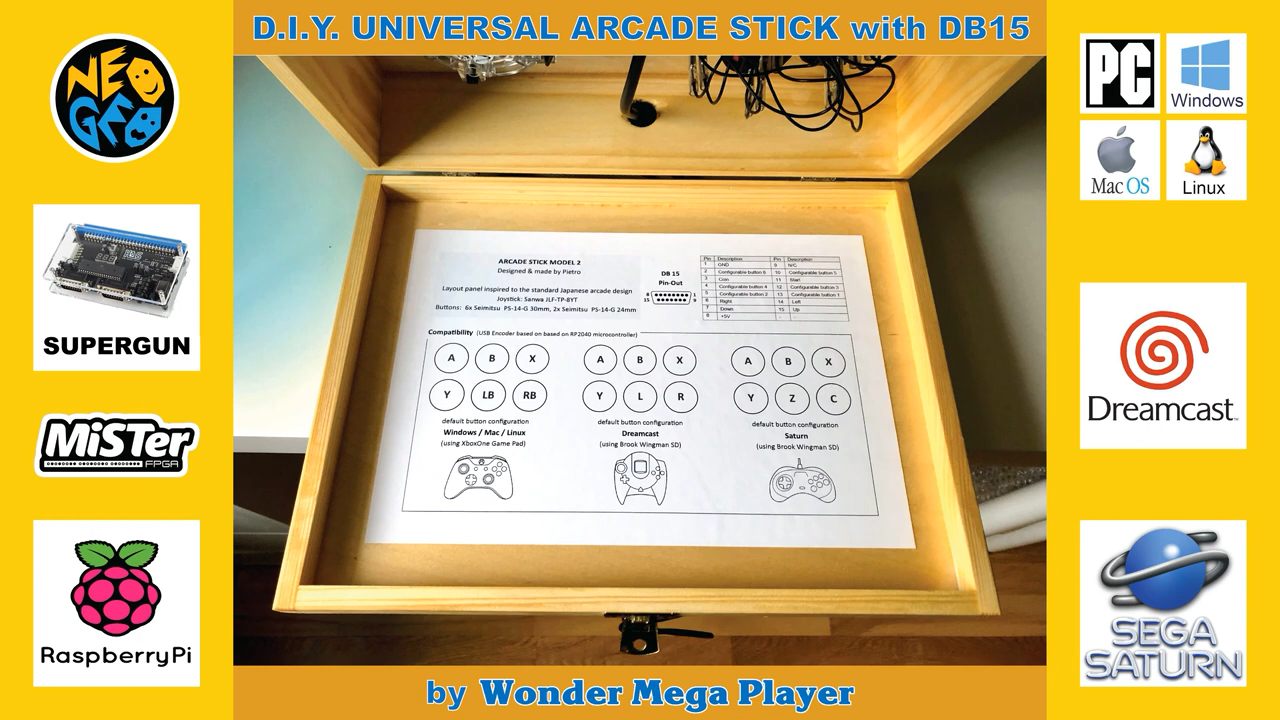 D.I.Y. UNIVERSAL ARCADE STICK with DB15
NEO
GEO
SUPERGUN
MiSTer
FPGA
RaspberryPi
PC
Windows
Mac OS
Linux
Dreamcast
SEGA
SATURN
ARCADE STICK MODEL 2
Designed & made by Pietro
Layout panel inspired to the standard Japanese arcade design
Joystick: Sanwa JLF-TP-8YT
Buttons: 6x Seimitsu PS-14-G 30mm, 2x Seimitsu PS-14-G 24mm
DB 15
Pin-Out
8 1
15 9
Pin Description Pin Description
1 GND 9 N/C
2 Configurable button 6 10 Configurable button 5
3 Coin 11 Start
4 Configurable button 4 12 Configurable button 3
5 Configurable button 2 13 Configurable button 1
6 Right 14 Left
7 Down 15 Up
8 +5V - -
Compatibility (USB Encoder based on based on RP2040 microcontroller)
A B X
Y LB RB
default button configuration
Windows / Mac / Linux
(using XboxOne Game Pad)
A B X
Y L R
default button configuration
Dreamcast
(using Brook Wingman SD)
A B X
Y Z C
default button configuration
Saturn
(using Brook Wingman SD)
by Wonder Mega Player